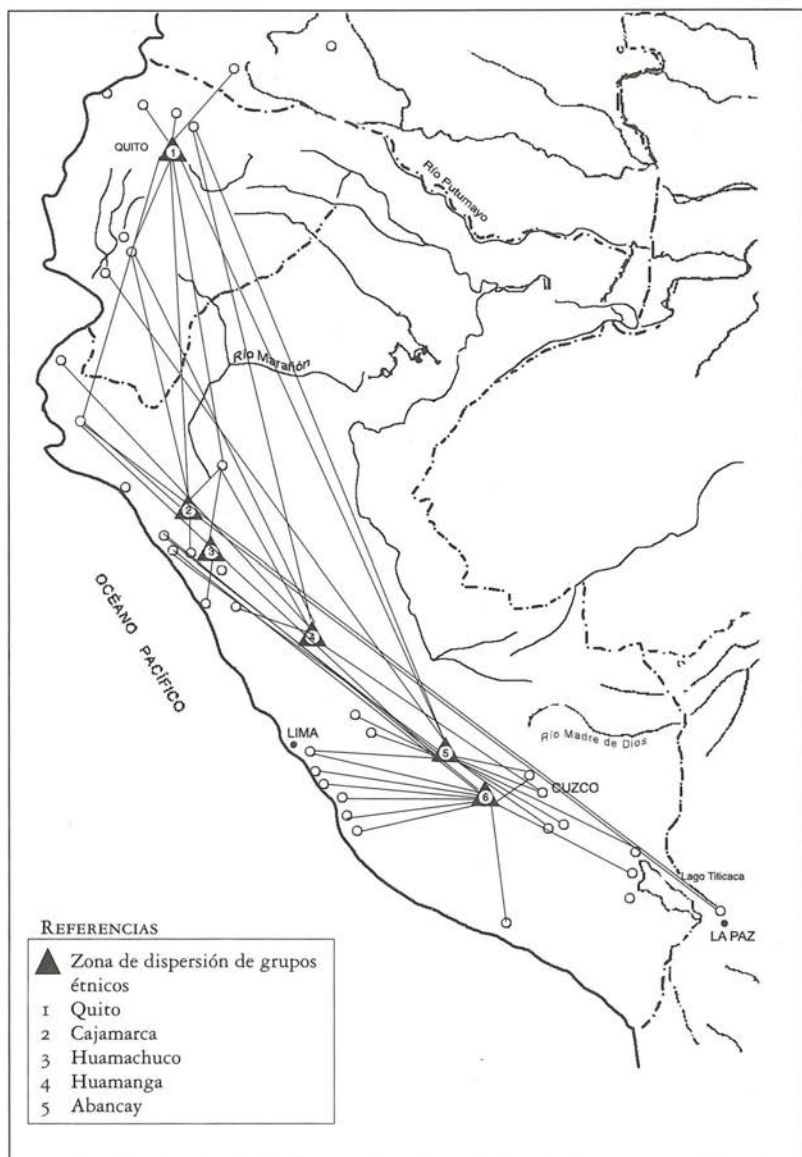 QUITO
1
Río Putumayo
Río Marañón
2
3
4
OCÉANO PACÍFICO
LIMA
5
Río Madre de Dios
6
CUZCO
Lago Titicaca
LA PAZ
REFERENCIAS
Zona de dispersión de grupos
étnicos
1 Quito
2 Cajamarca
3 Huamachuco
4 Huamanga
5 Abancay